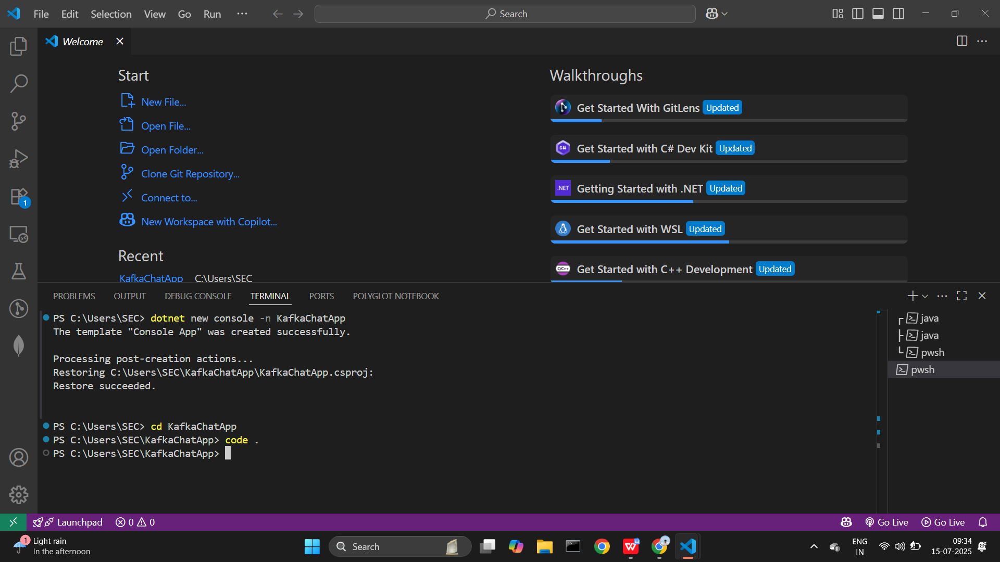 File Edit Selection View Go Run ··· Search
Welcome
Start
New File...
Open File...
Open Folder...
Clone Git Repository...
Connect to...
New Workspace with Copilot...
Recent
KafkaChatApp C:\Users\SEC
Walkthroughs
Get Started With GitLens Updated
Get Started with C# Dev Kit Updated
.NET Getting Started with .NET Updated
Get Started with WSL Updated
C/C++ Get Started with C++ Development Updated
1
PROBLEMS OUTPUT DEBUG CONSOLE TERMINAL PORTS POLYGLOT NOTEBOOK
PS C:\Users\SEC> dotnet new console -n KafkaChatApp
The template "Console App" was created successfully.
Processing post-creation actions...
Restoring C:\Users\SEC\KafkaChatApp\KafkaChatApp.csproj:
Restore succeeded.
PS C:\Users\SEC> cd KafkaChatApp
PS C:\Users\SEC\KafkaChatApp> code .
PS C:\Users\SEC\KafkaChatApp>
java
java
pwsh
pwsh
Launchpad 0 0 Go Live Go Live
1 Light rain
In the afternoon
Search
ENG
IN
09:34
15-07-2025